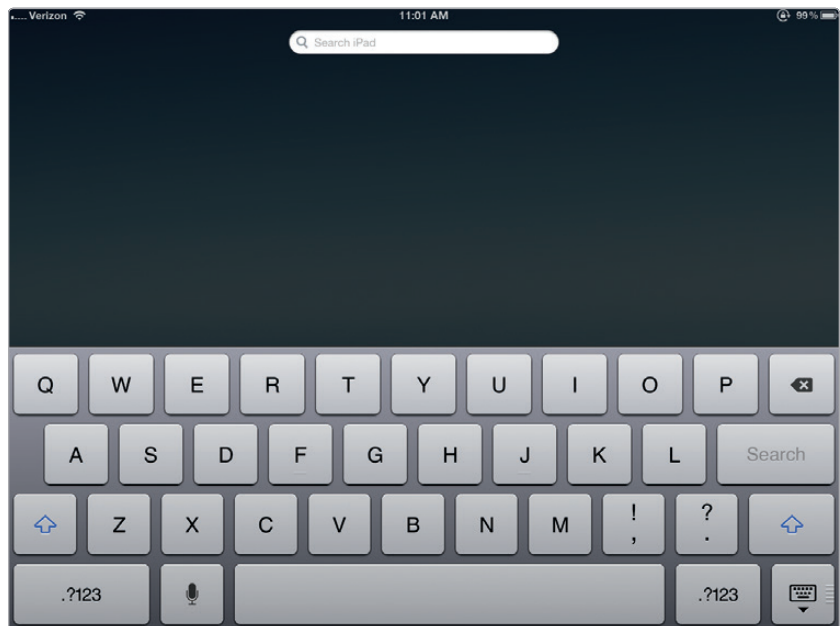 Verizon 11:01 AM 99%
Search iPad
Q W E R T Y U I O P
A S D F G H J K L Search
Z X C V B N M ! , ? .
.?123 .?123